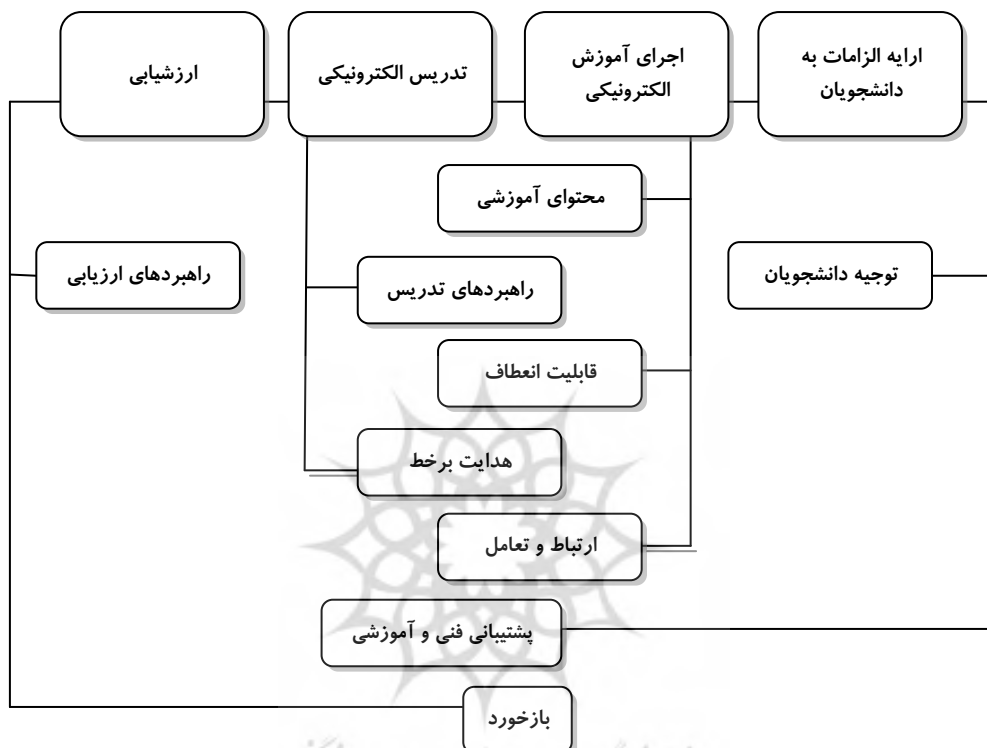 ارایه الزامات به
دانشجویان
اجرای آموزش
الکترونیکی
تدریس الکترونیکی
ارزشیابی
محتوای آموزشی
توجیه دانشجویان
راهبردهای تدریس
راهبردهای ارزیابی
قابلیت انعطاف
هدایت برخط
ارتباط و تعامل
پشتیبانی فنی و آموزشی
بازخورد